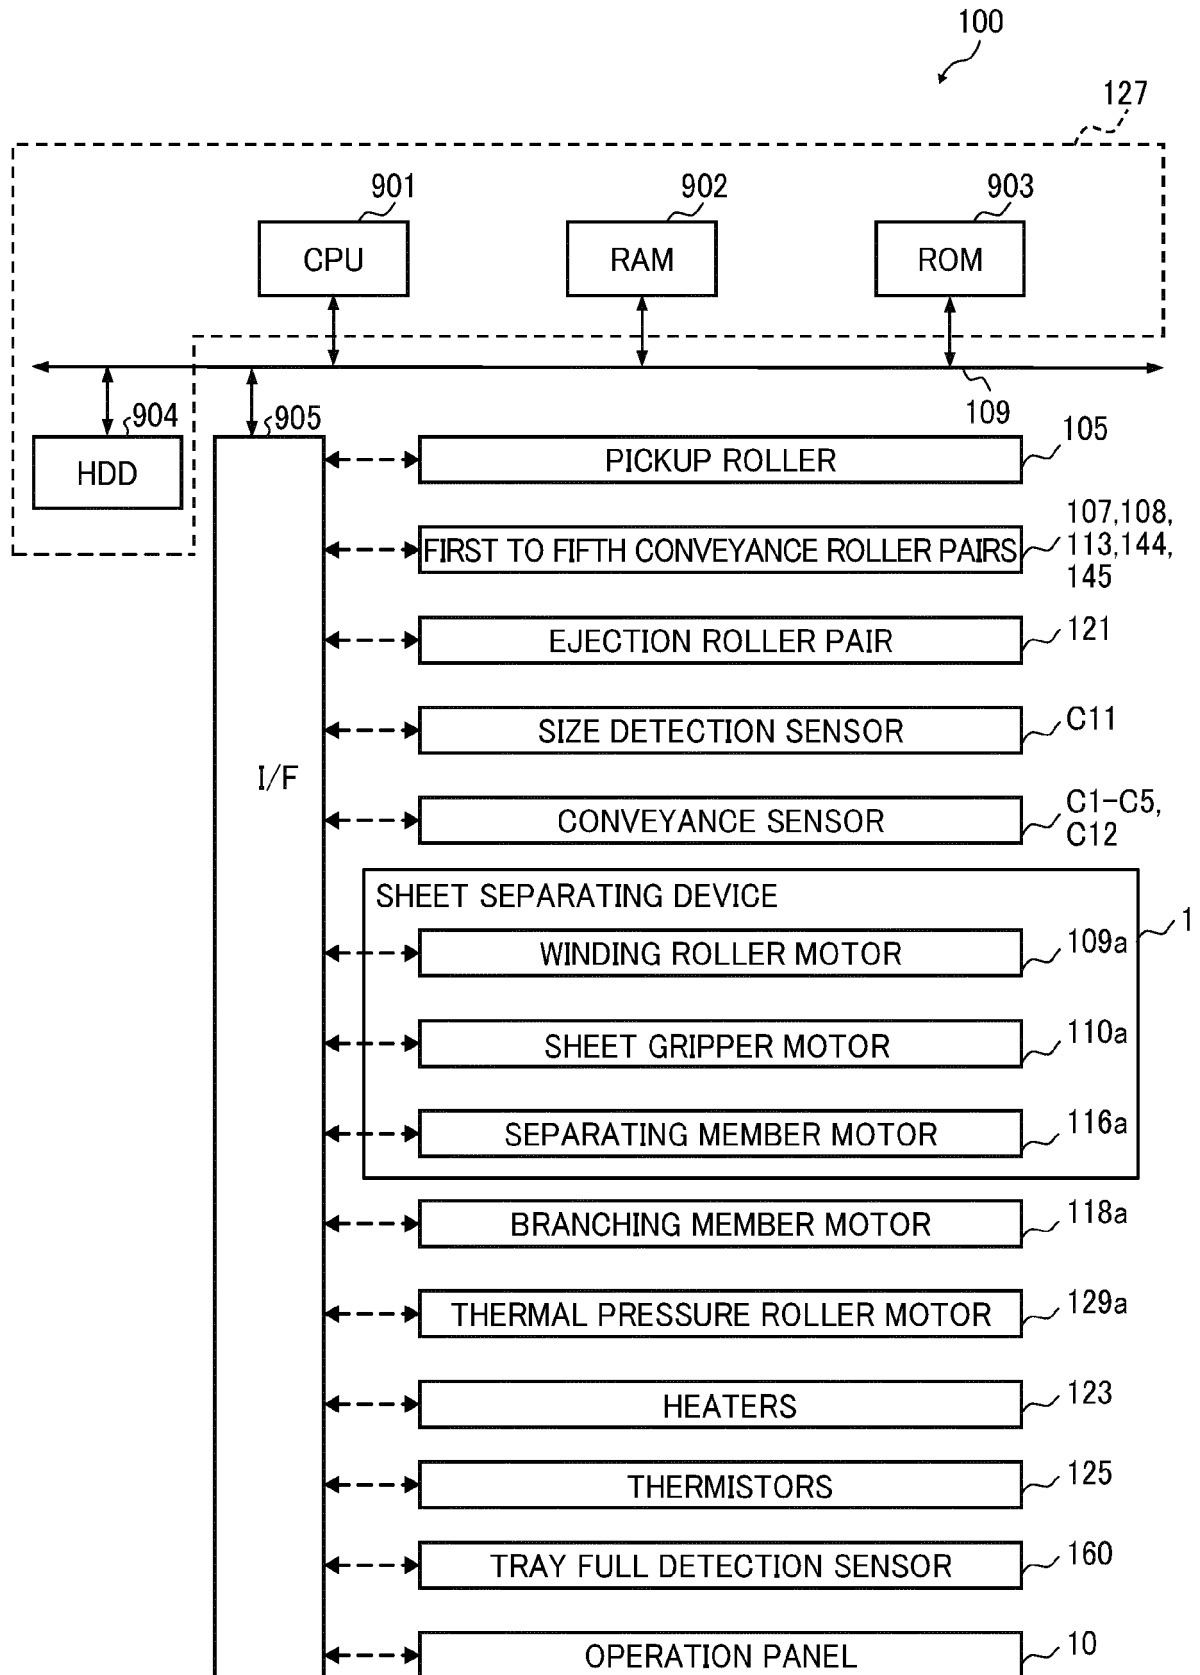 100
127
901
902
903
CPU
RAM
ROM
109
904
905
HDD
I/F
PICKUP ROLLER
105
FIRST TO FIFTH CONVEYANCE ROLLER PAIRS
107,108,
113,144,
145
EJECTION ROLLER PAIR
121
SIZE DETECTION SENSOR
C11
CONVEYANCE SENSOR
C1-C5,
C12
SHEET SEPARATING DEVICE
1
WINDING ROLLER MOTOR
109a
SHEET GRIPPER MOTOR
110a
SEPARATING MEMBER MOTOR
116a
BRANCHING MEMBER MOTOR
118a
THERMAL PRESSURE ROLLER MOTOR
129a
HEATERS
123
THERMISTORS
125
TRAY FULL DETECTION SENSOR
160
OPERATION PANEL
10